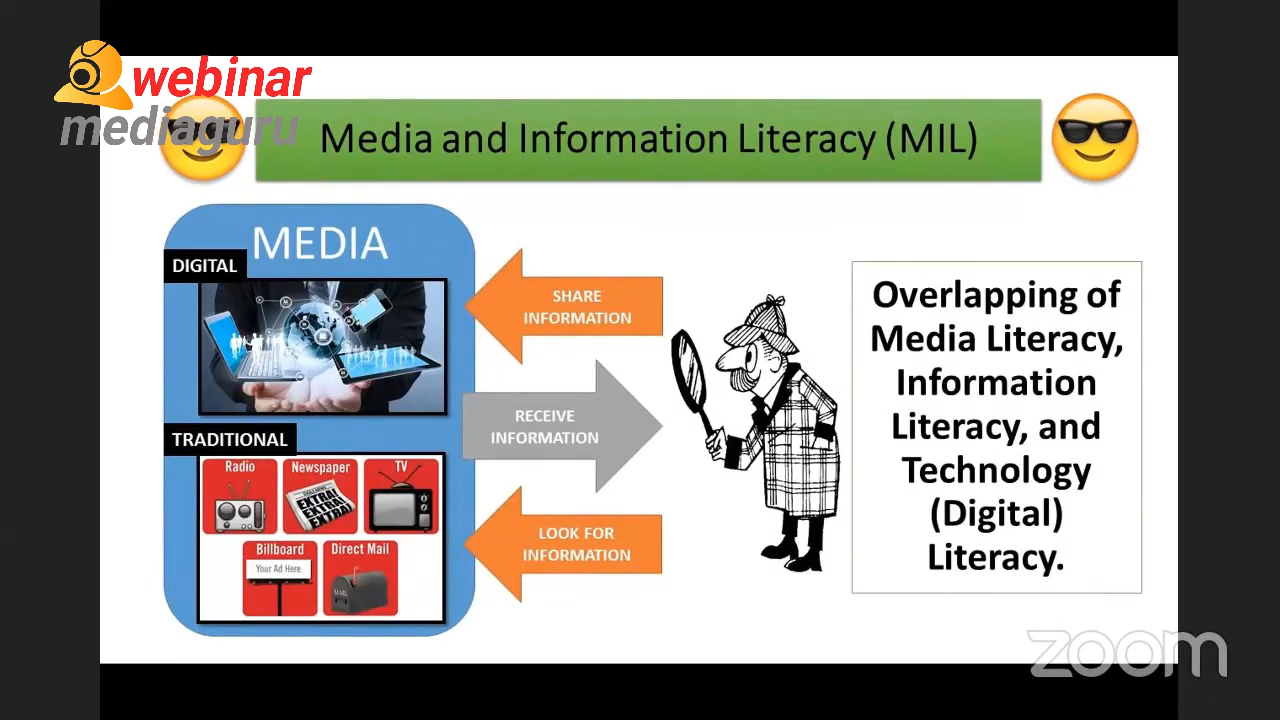 webinar
mediaguru
Media and Information Literacy (MIL)
MEDIA
DIGITAL
SHARE
INFORMATION
RECEIVE
INFORMATION
LOOK FOR
INFORMATION
TRADITIONAL
Radio
Newspaper
TV
EXTRA!
EXTRA!
EXTRA!
Billboard
Direct Mail
Your Ad Here
MAIL
Overlapping of
Media Literacy,
Information
Literacy, and
Technology
(Digital)
Literacy.
zoom